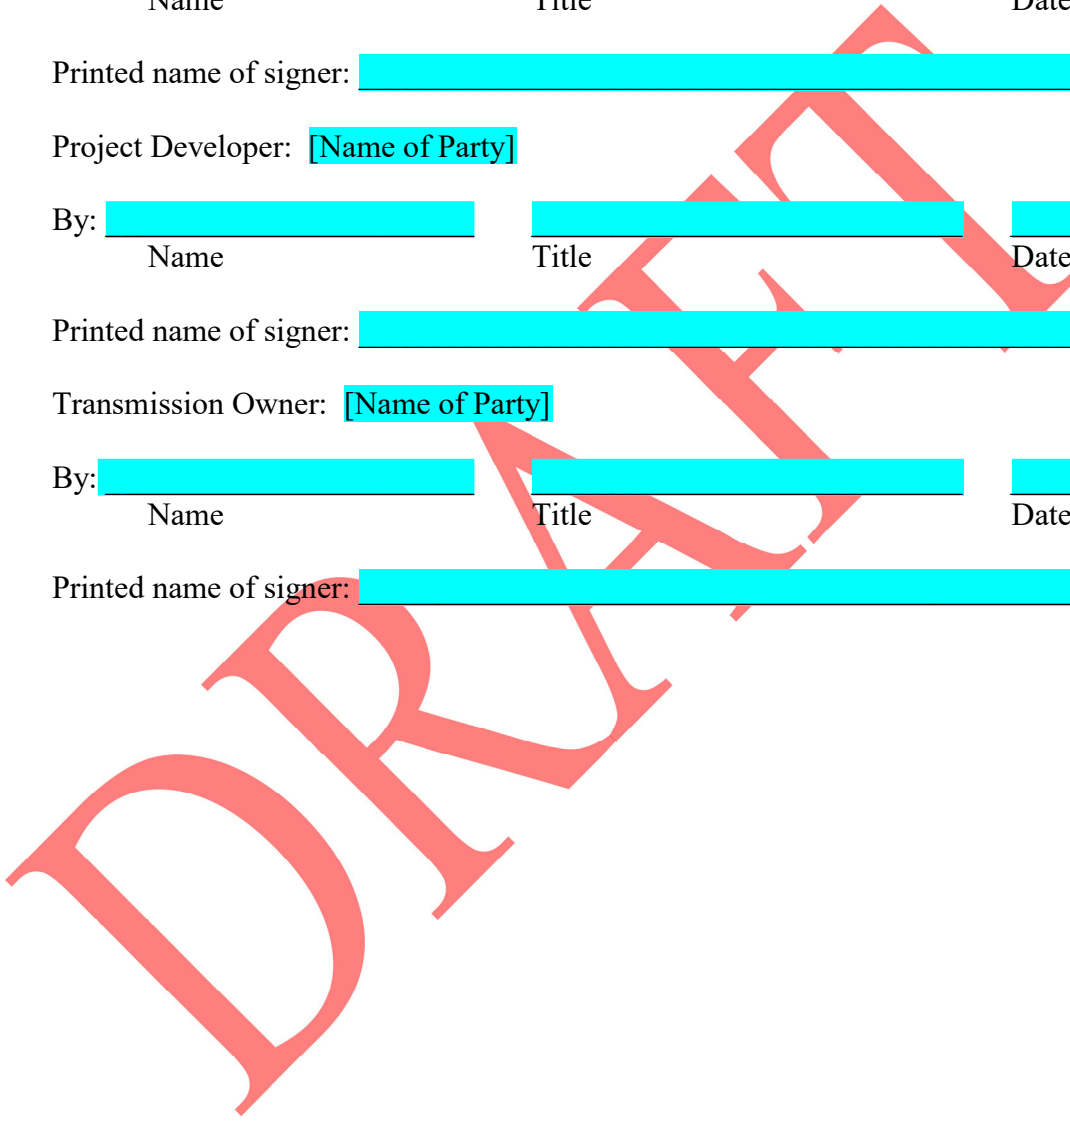 Name Title Date
Printed name of signer:
Project Developer: [Name of Party]
By:
Name Title Date
Printed name of signer:
Transmission Owner: [Name of Party]
By:
Name Title Date
Printed name of signer:
DRAFT